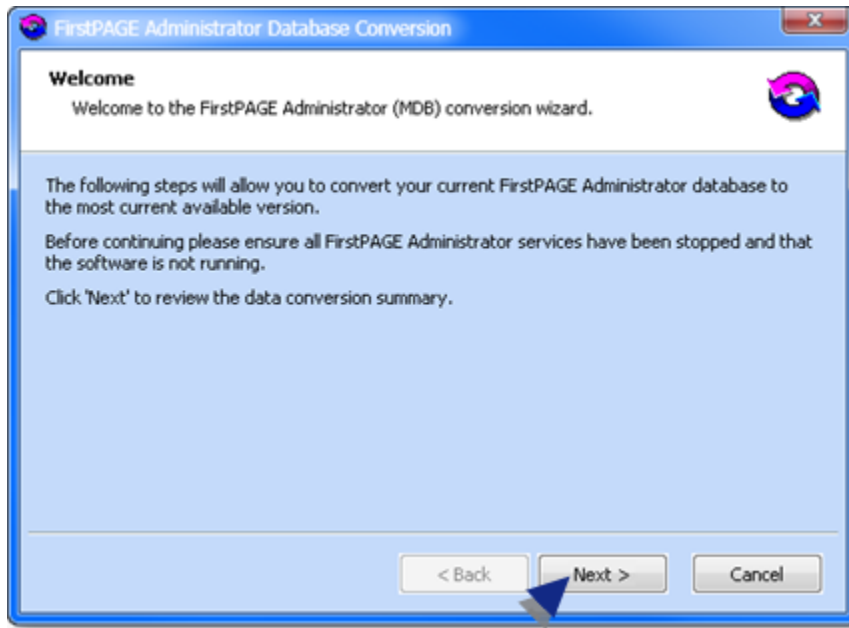 FirstPAGE Administrator Database Conversion
Welcome
Welcome to the FirstPAGE Administrator (MDB) conversion wizard.
The following steps will allow you to convert your current FirstPAGE Administrator database to
the most current available version.
Before continuing please ensure all FirstPAGE Administrator services have been stopped and that
the software is not running.
Click 'Next' to review the data conversion summary.
< Back Next > Cancel